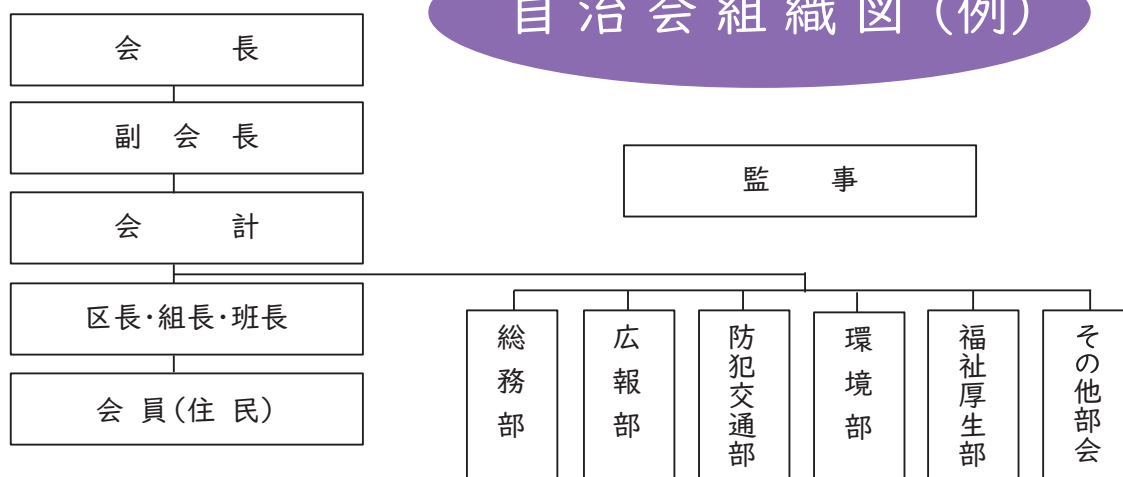 自治会組織図（例）
会長
副会長
監事
会計
区長・組長・班長
会員(住民)
総務部
広報部
防犯交通部
環境部
福祉厚生部
その他部会